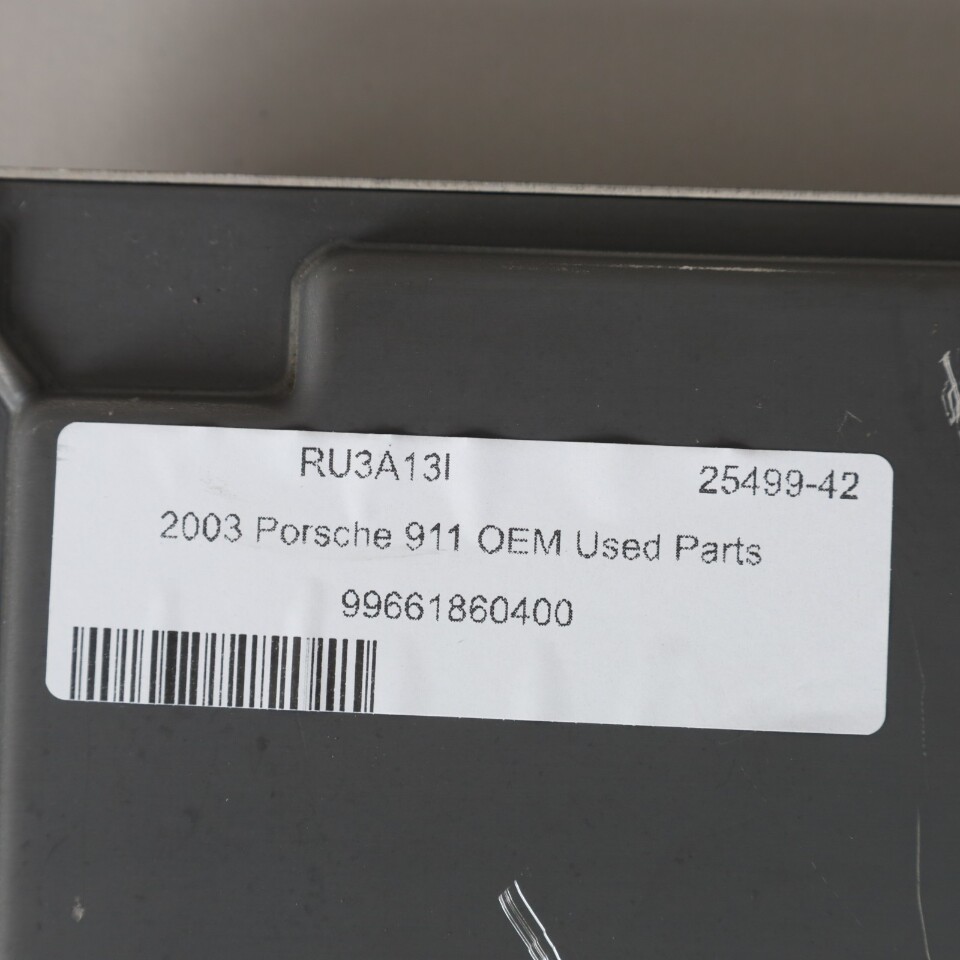 RU3A13I 25499-42
2003 Porsche 911 OEM Used Parts
99661860400